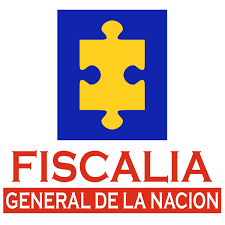 FISCALIA
GENERAL DE LA NACION